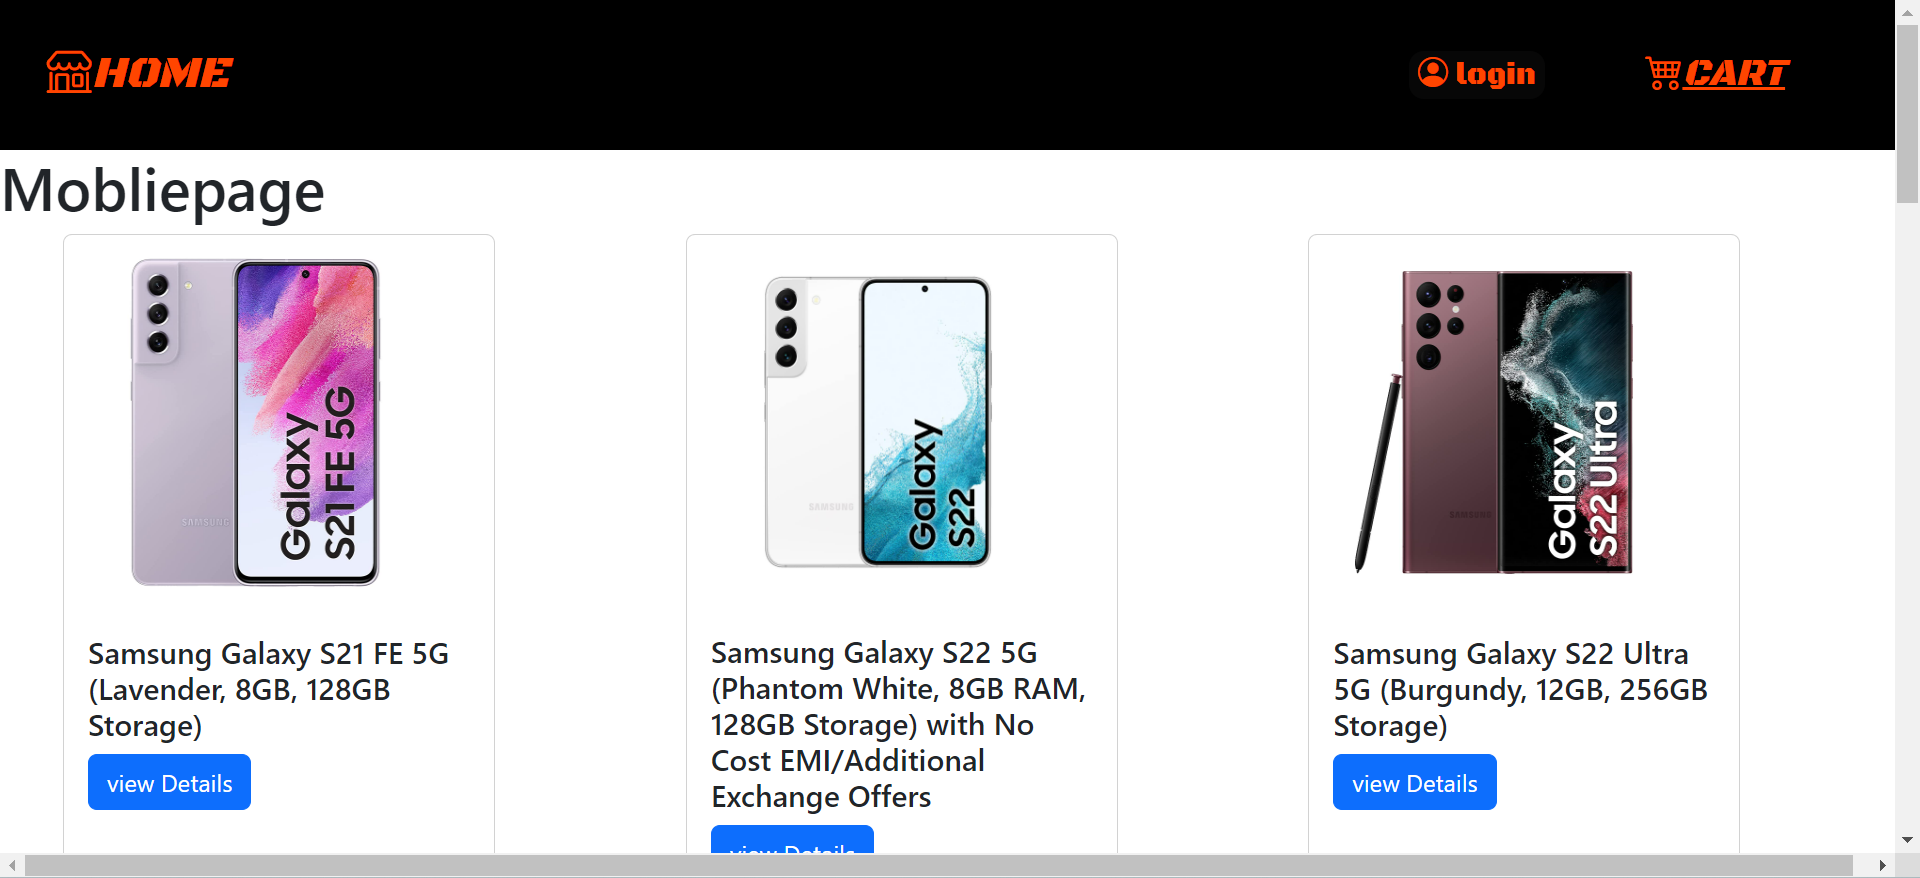 HOME
login
CART
Mobliepage
SAMSUNG
Galaxy
S21 FE 5G
SAMSUNG
Galaxy
S22
SAMSUNG
Galaxy
S22 Ultra
Samsung Galaxy S21 FE 5G
(Lavender, 8GB, 128GB
Storage)
view Details
Samsung Galaxy S22 5G
(Phantom White, 8GB RAM,
128GB Storage) with No
Cost EMI/Additional
Exchange Offers
view Details
Samsung Galaxy S22 Ultra
5G (Burgundy, 12GB, 256GB
Storage)
view Details